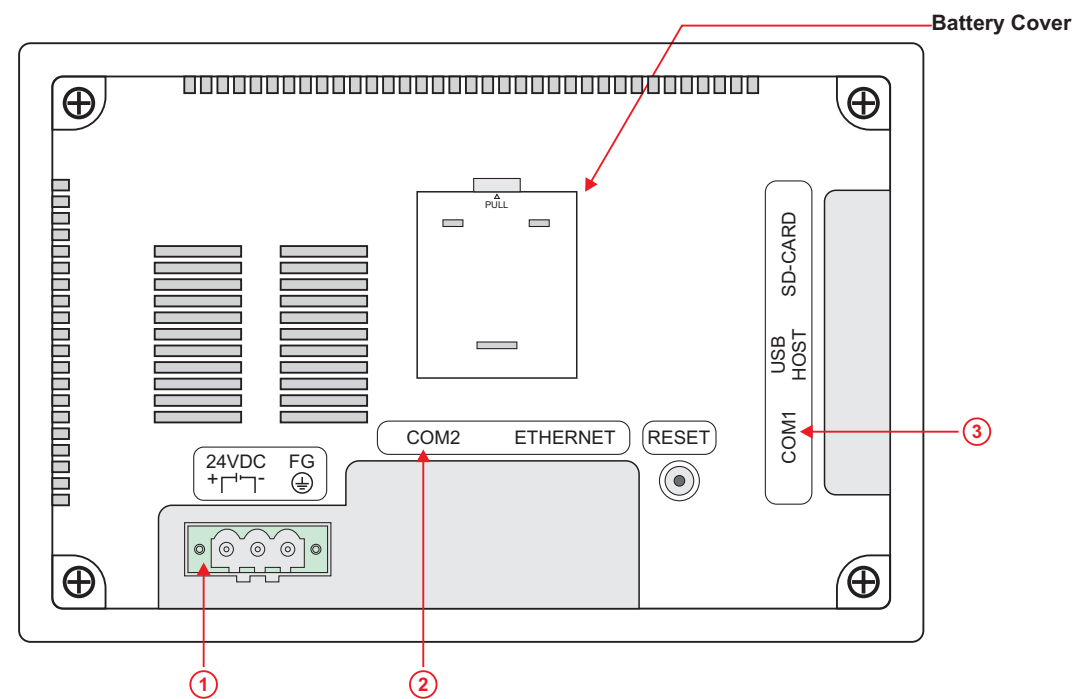 Battery Cover
PULL
SD-CARD
USB
HOST
COM1
COM2 ETHERNET
RESET
24VDC FG
+ -
1
2
3